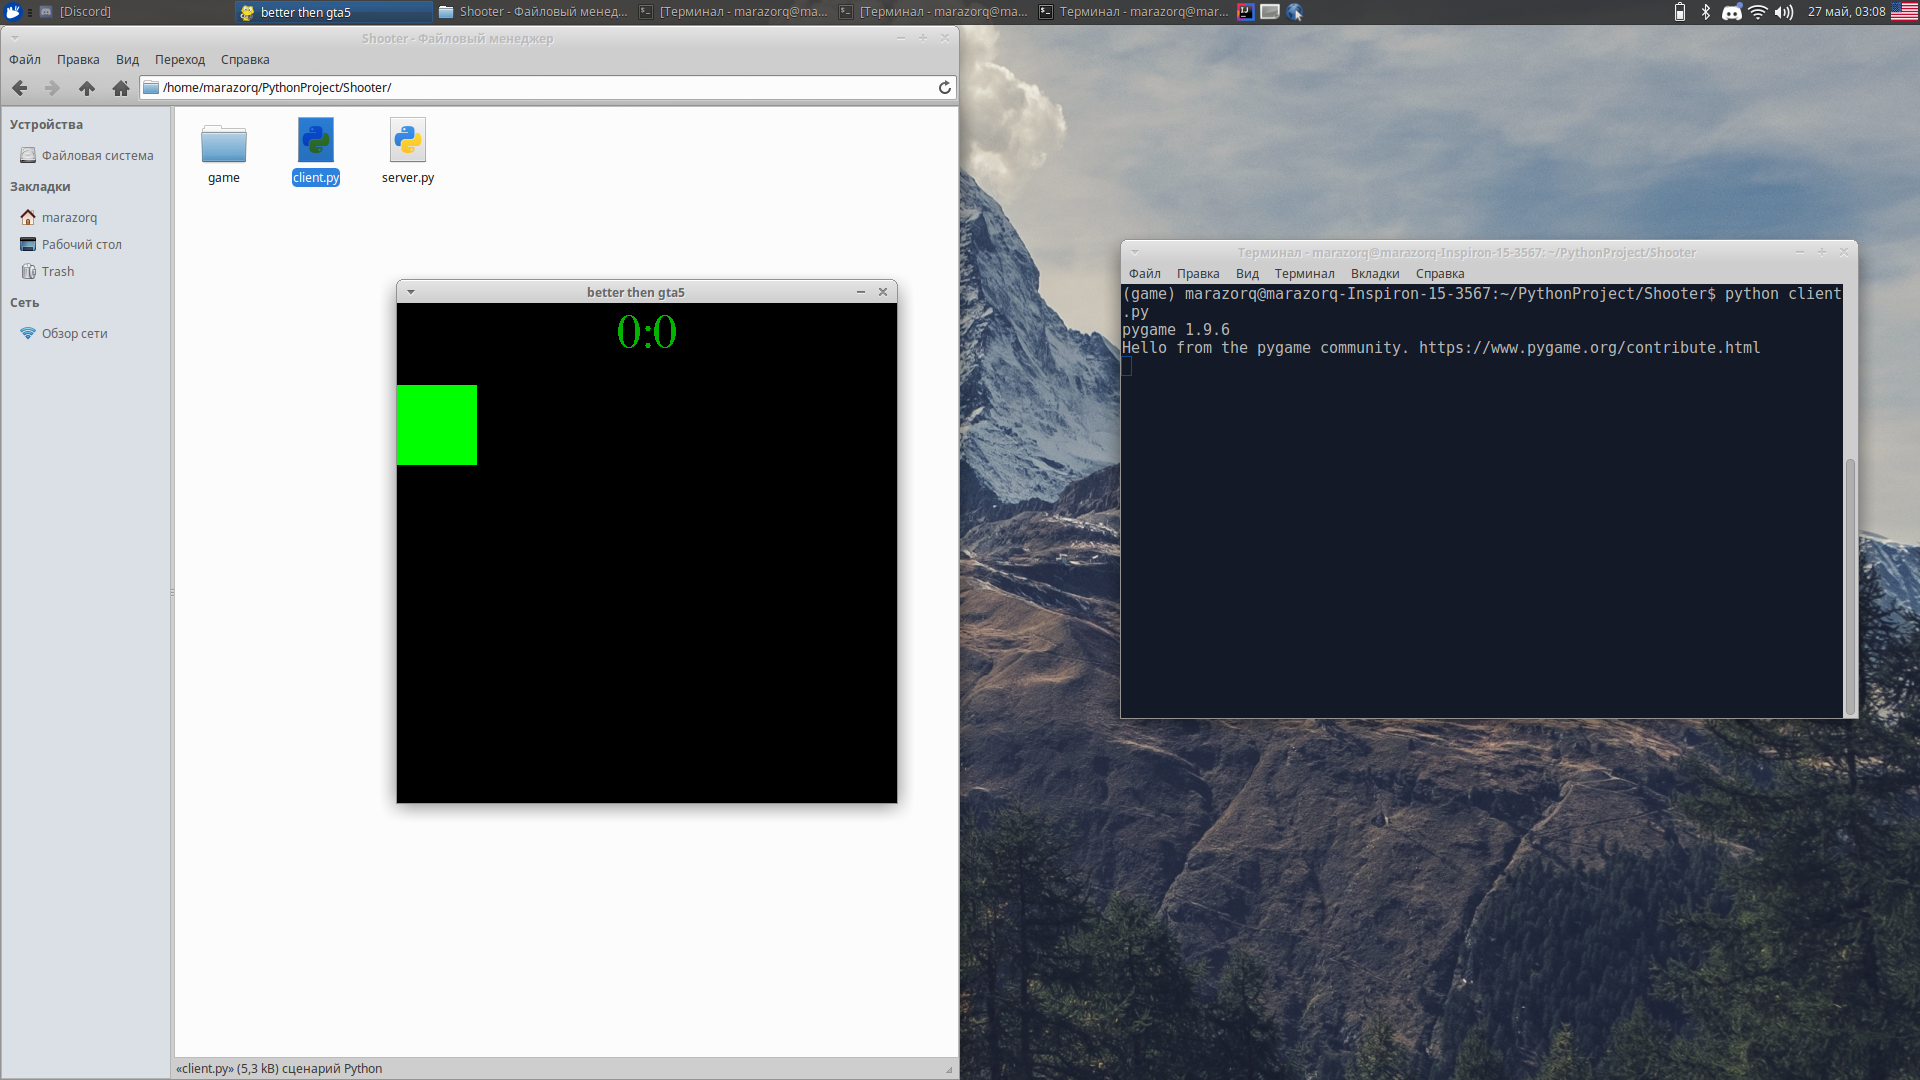 [Discord]
better then gta5
Shooter - Файловый менед...
[Терминал - marazorq@ma...
[Терминал - marazorq@ma...
Терминал - marazorq@mar...
27 май, 03:08
Shooter - Файловый менеджер
Файл Правка Вид Переход Справка
/home/marazorq/PythonProject/Shooter/
Устройства
Файловая система
Закладки
marazorq
Рабочий стол
Trash
Сеть
Обзор сети
game
client.py
server.py
better then gta5
0:0
«client.py» (5,3 kB) сценарий Python
Терминал - marazorq@marazorq-Inspiron-15-3567: ~/PythonProject/Shooter
Файл Правка Вид Терминал Вкладки Справка
(game) marazorq@marazorq-Inspiron-15-3567:~/PythonProject/Shooter$ python client
.py
pygame 1.9.6
Hello from the pygame community. https://www.pygame.org/contribute.html